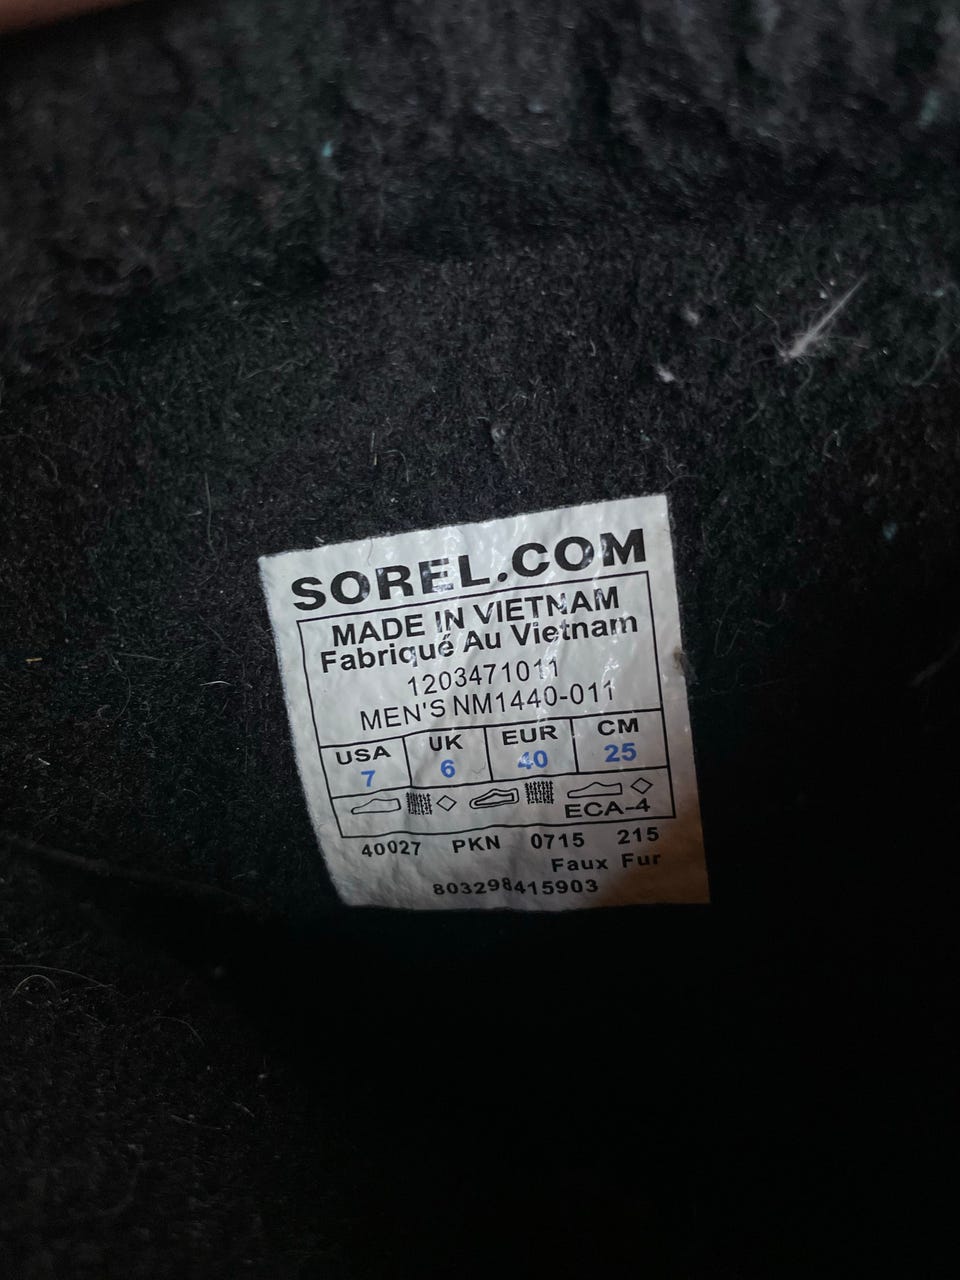 SOREL.COM
MADE IN VIETNAM
Fabriqué Au Vietnam
1203471011
MEN'S NM1440-011
USA UK EUR CM
7 6 40 25
ECA-4
40027 PKN 0715 215
Faux Fur
803298415903